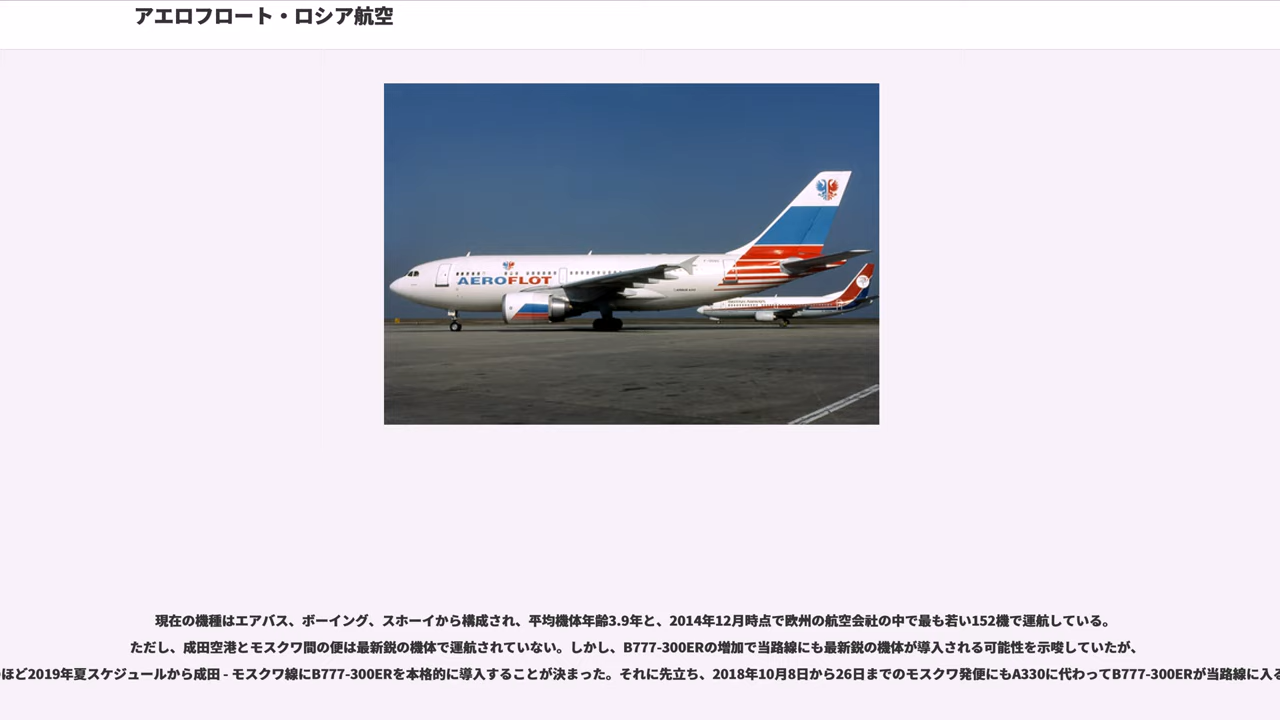 アエロフロート・ロシア航空
AEROFLOT
現在の機種はエアバス、ボーイング、スホーイから構成され、平均機体年齢3.9年と、2014年12月時点で欧州の航空会社の中で最も若い152機で運航している。
ただし、成田空港とモスクワ間の便は最新鋭の機体で運航されていない。しかし、B777-300ERの増加で当路線にも最新鋭の機体が導入される可能性を示唆していたが、
ほど2019年夏スケジュールから成田 - モスクワ線にB777-300ERを本格的に導入することが決まった。それに先立ち、2018年10月8日から26日までのモスクワ発便にもA330に代わってB777-300ERが当路線に入る